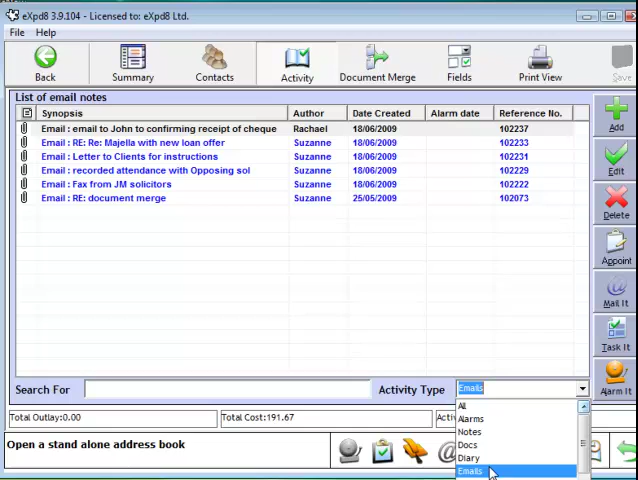 eXpd8 3.9.104 - Licensed to: eXpd8 Ltd.
File Help
Back Summary Contacts Activity Document Merge Fields Print View Save
List of email notes
Synopsis Author Date Created Alarm date Reference No.
Email : email to John to confirming receipt of cheque Rachael 18/06/2009 102237
Email : RE: Re: Majella with new loan offer Suzanne 18/06/2009 102233
Email : Letter to Clients for instructions Suzanne 18/06/2009 102231
Email : recorded attendance with Opposing sol Suzanne 18/06/2009 102229
Email : Fax from JM solicitors Suzanne 18/06/2009 102222
Email : RE: document merge Suzanne 25/05/2009 102073
Add
Edit
Delete
Appoint
Mail It
Task It
Alarm It
Search For Activity Type Emails
All
Alarms
Notes
Docs
Diary
Emails
Total Outlay:0.00 Total Cost:191.67
Open a stand alone address book